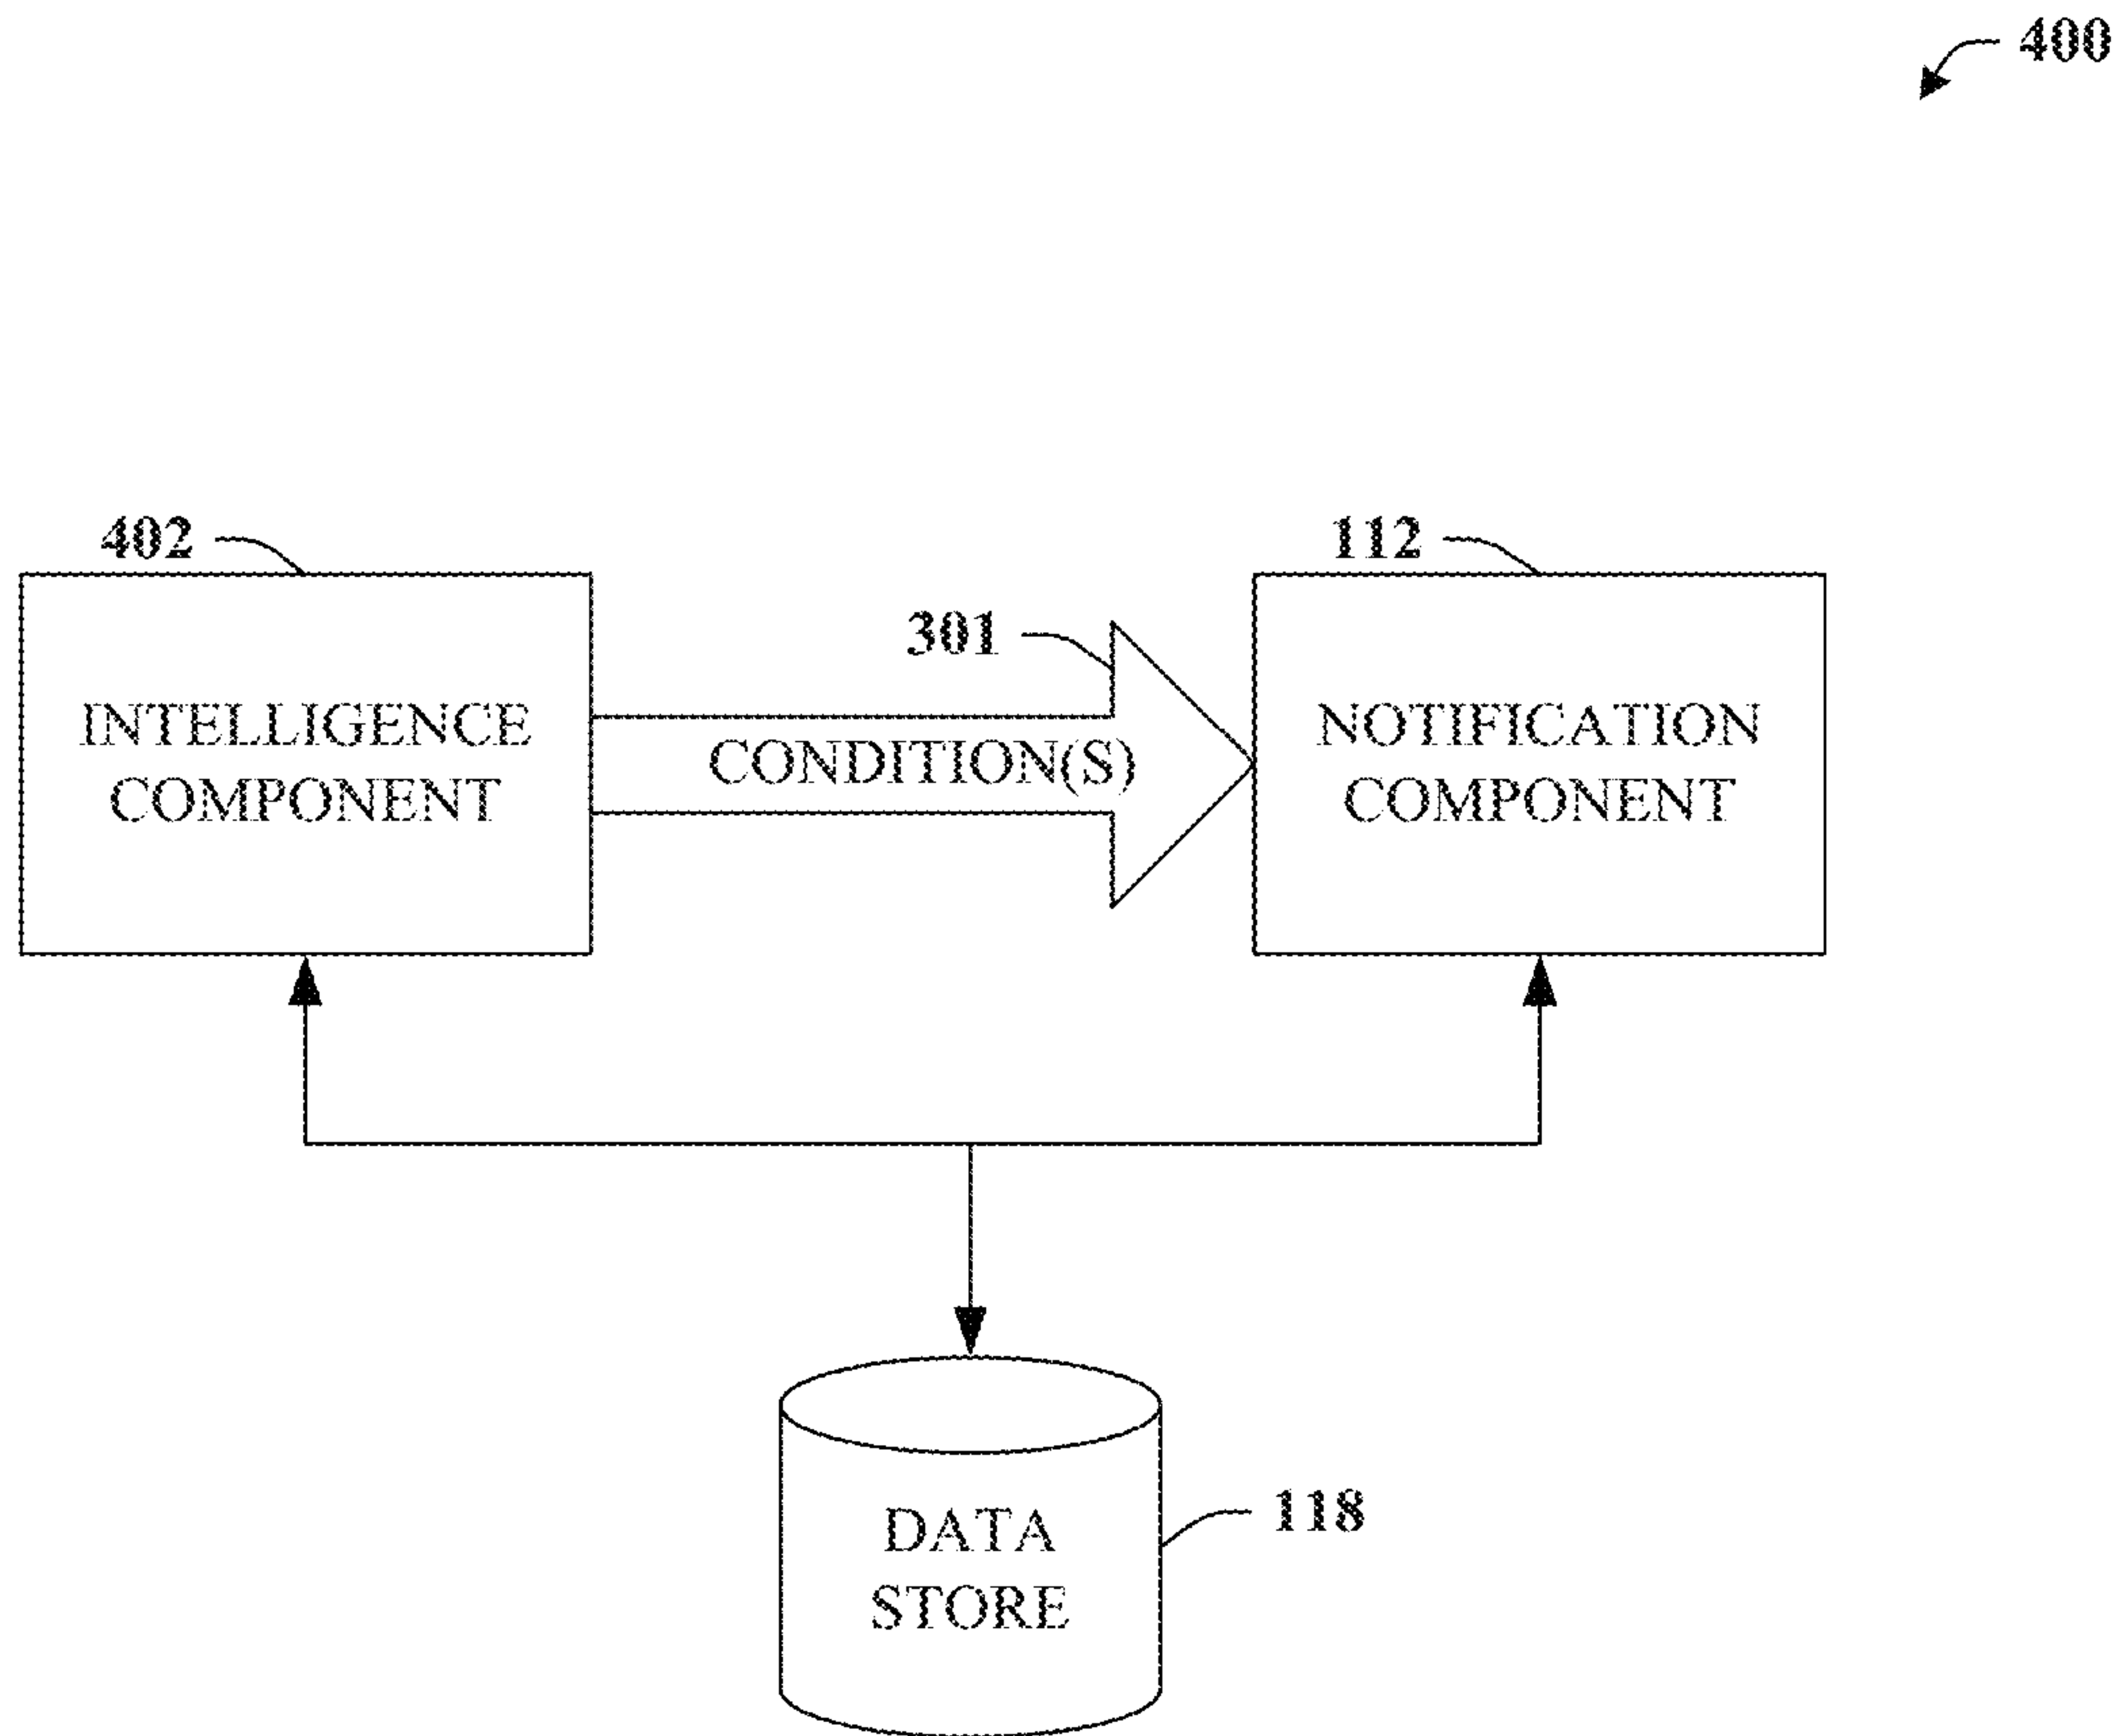 400
402
112
301
INTELLIGENCE
COMPONENT
CONDITION(S)
NOTIFICATION
COMPONENT
118
DATA
STORE